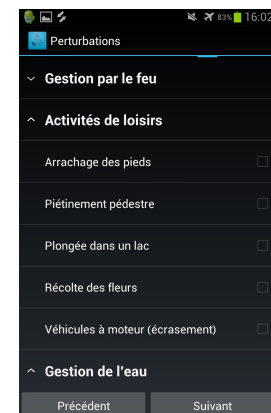 83% 16:02
Perturbations
Gestion par le feu
Activités de loisirs
Arrachage des pieds
Piétinement pédestre
Plongée dans un lac
Récolte des fleurs
Véhicules à moteur (écrasement)
Gestion de l'eau
Précédent Suivant